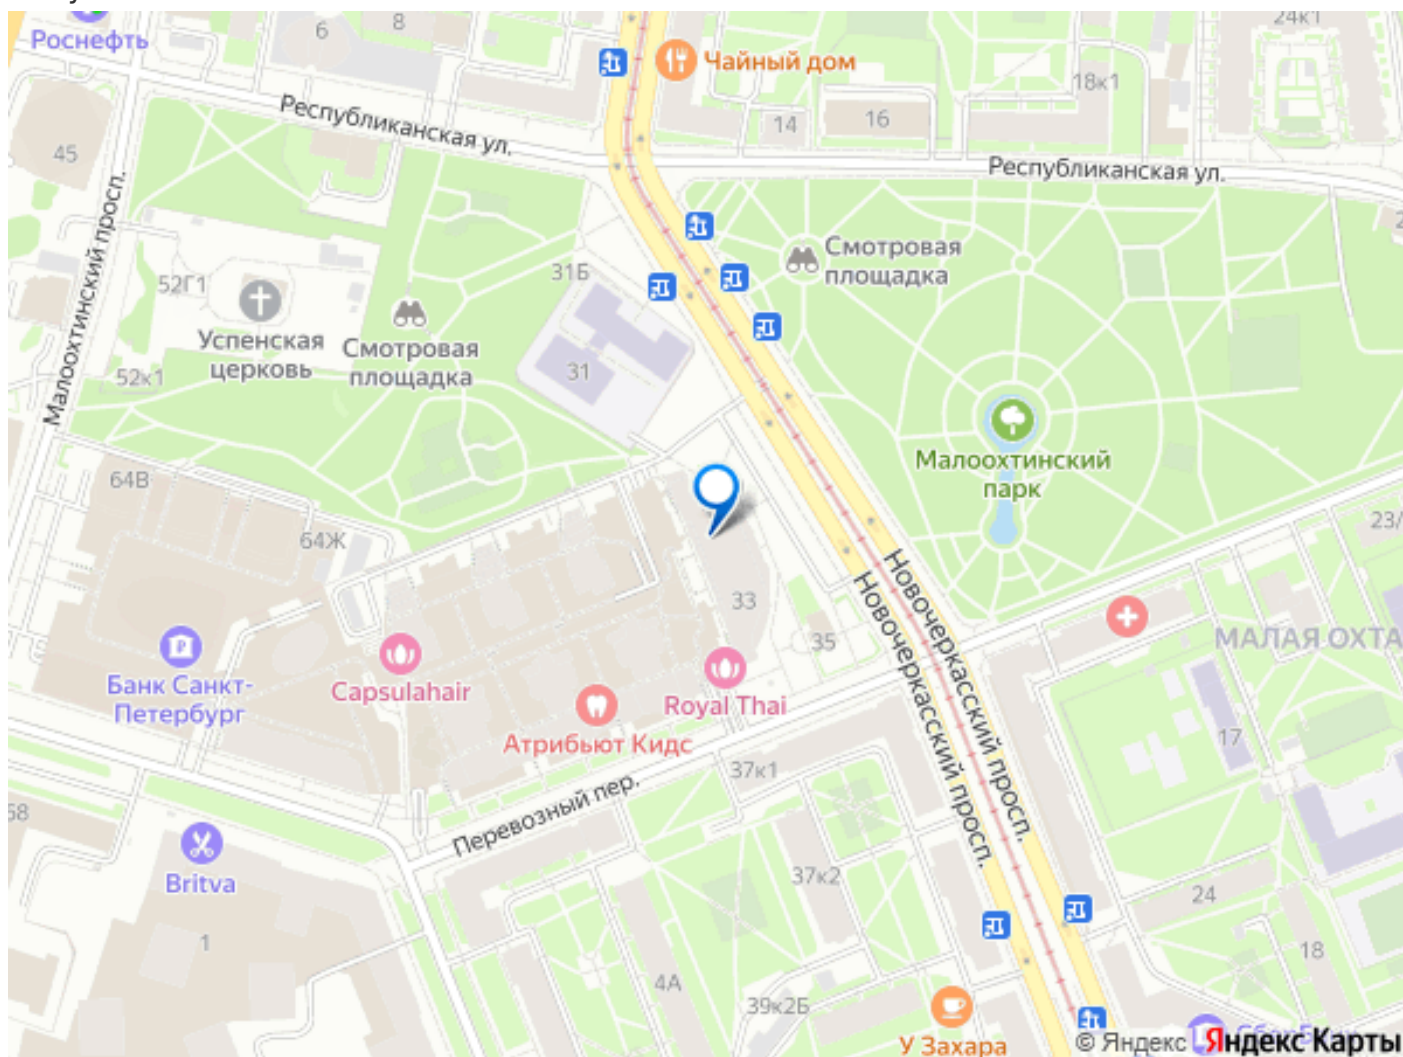 Роснефть
6
8
Чайный дом
24к1
18к1
14
16
Республиканская ул.
Республиканская ул.
45
Малоохтинский просп.
52Г1
31Б
Смотровая
площадка
Успенская
церковь
Смотровая
площадка
52к1
31
Малоохтинский
парк
64В
64Ж
23/
33
35
Новочеркасский просп.
Новочеркасский просп.
МАЛАЯ ОХТА
Банк Санкт-
Петербург
Capsulahair
Royal Thai
Атрибьют Кидс
37к1
17
Перевозный пер.
68
Britva
37к2
24
1
4А
18
39к2Б
У Захара
© Яндекс
Яндекс Карты